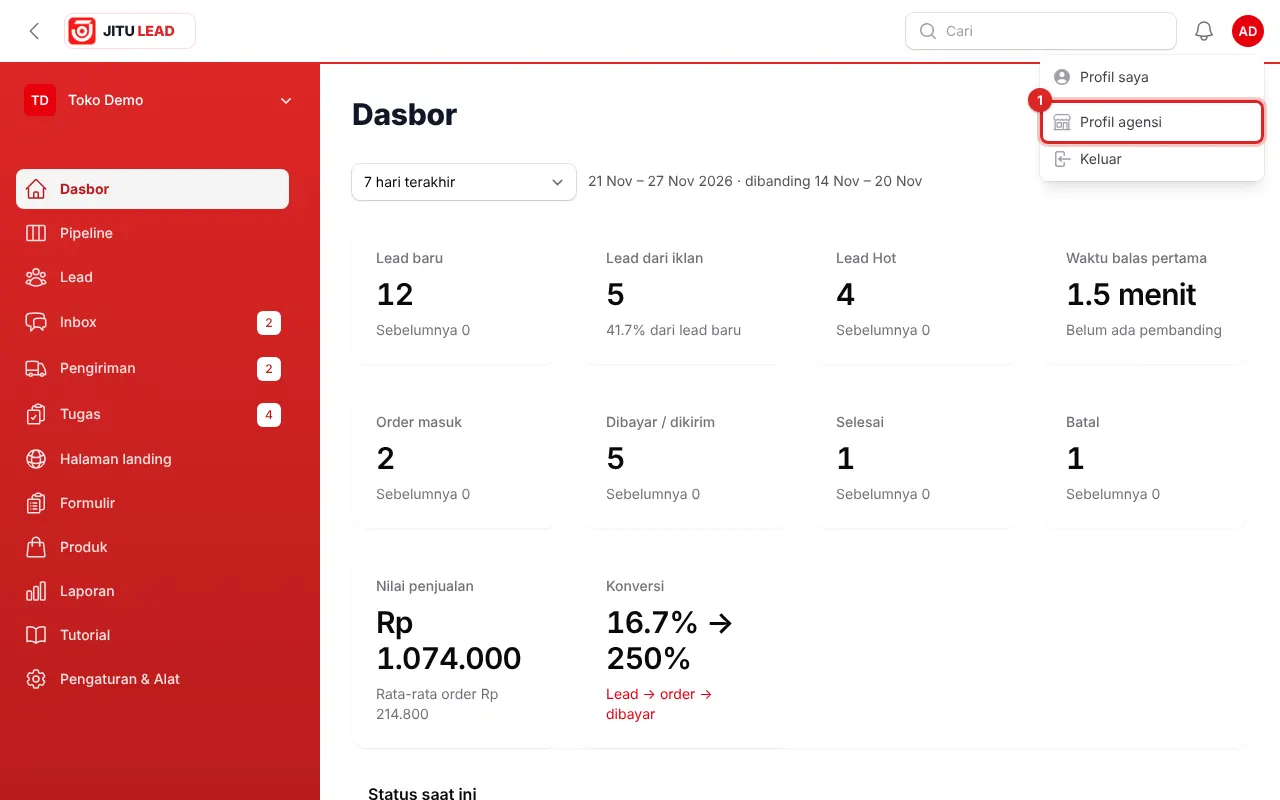 JITU LEAD
Cari
AD
Profil saya
1
Profil agensi
Keluar
TD
Toko Demo
Dasbor
Pipeline
Lead
Inbox
2
Pengiriman
2
Tugas
4
Halaman landing
Formulir
Produk
Laporan
Tutorial
Pengaturan & Alat
Dasbor
7 hari terakhir
21 Nov – 27 Nov 2026 · dibanding 14 Nov – 20 Nov
Lead baru
12
Sebelumnya 0
Lead dari iklan
5
41.7% dari lead baru
Lead Hot
4
Sebelumnya 0
Waktu balas pertama
1.5 menit
Belum ada pembanding
Order masuk
2
Sebelumnya 0
Dibayar / dikirim
5
Sebelumnya 0
Selesai
1
Sebelumnya 0
Batal
1
Sebelumnya 0
Nilai penjualan
Rp
1.074.000
Rata-rata order Rp
214.800
Konversi
16.7% →
250%
Lead → order →
dibayar
Status saat ini